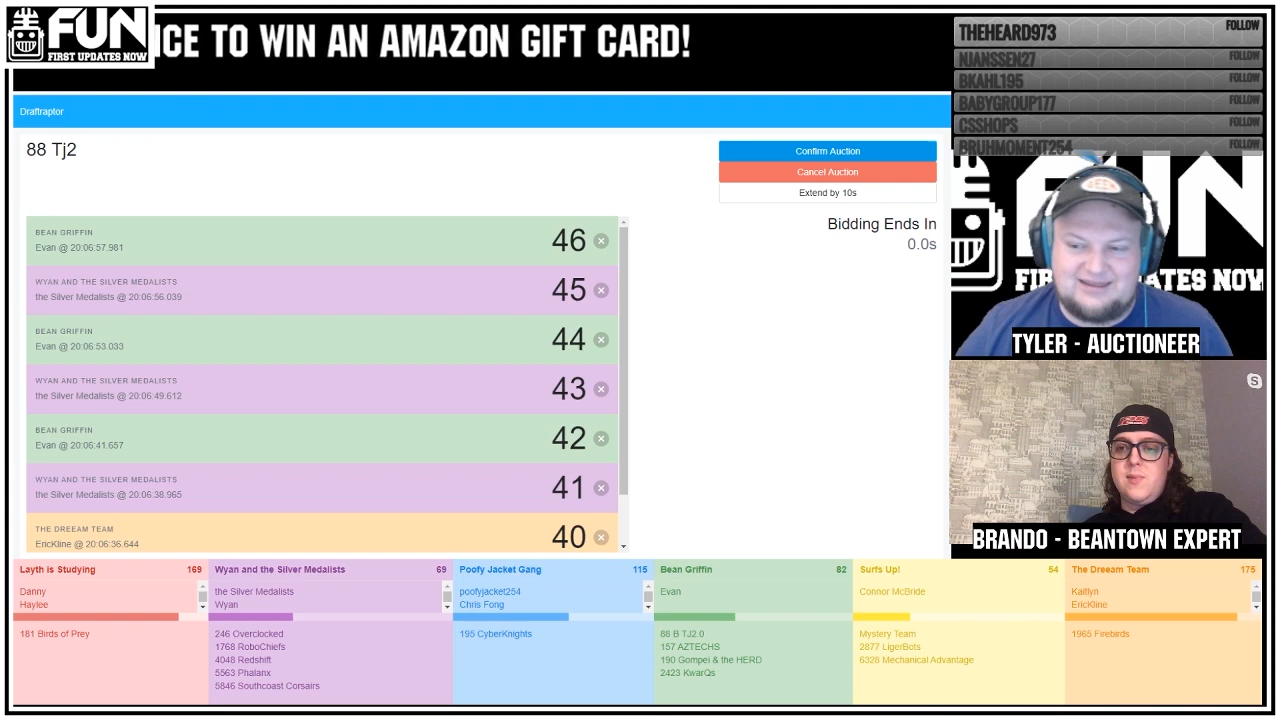 FUN
FIRST UPDATES NOW
NCE TO WIN AN AMAZON GIFT CARD!
THEHEARD973 FOLLOW
NJANSSEN27 FOLLOW
BKAHL195 FOLLOW
BABYGROUP177 FOLLOW
CSSHOPS FOLLOW
BRUHMOMENT254 FOLLOW
Draftraptor
88 Tj2
Confirm Auction
Cancel Auction
Extend by 10s
Bidding Ends In
0.0s
BEAN GRIFFIN
Evan @ 20:06:57.981
46
WYAN AND THE SILVER MEDALISTS
the Silver Medalists @ 20:06:56.039
45
BEAN GRIFFIN
Evan @ 20:06:53.033
44
WYAN AND THE SILVER MEDALISTS
the Silver Medalists @ 20:06:49.612
43
BEAN GRIFFIN
Evan @ 20:06:41.657
42
WYAN AND THE SILVER MEDALISTS
the Silver Medalists @ 20:06:38.965
41
THE DREEAM TEAM
EricKline @ 20:06:36.644
40
FIR
ATES NOW
TYLER - AUCTIONEER
BRANDO - BEANTOWN EXPERT
Layth is Studying 169
Danny
Haylee
181 Birds of Prey
Wyan and the Silver Medalists 69
the Silver Medalists
Wyan
246 Overclocked
1768 RoboChiefs
4048 Redshift
5563 Phalanx
5846 Southcoast Corsairs
Poofy Jacket Gang 115
poofyjacket254
Chris Fong
195 CyberKnights
Bean Griffin 82
Evan
88 B TJ2.0
157 AZTECHS
190 Gompei & the HERD
2423 KwarQs
Surfs Up! 54
Connor McBride
Mystery Team
2877 LigerBots
6328 Mechanical Advantage
The Dreeam Team 175
Kaitlyn
EricKline
1965 Firebirds